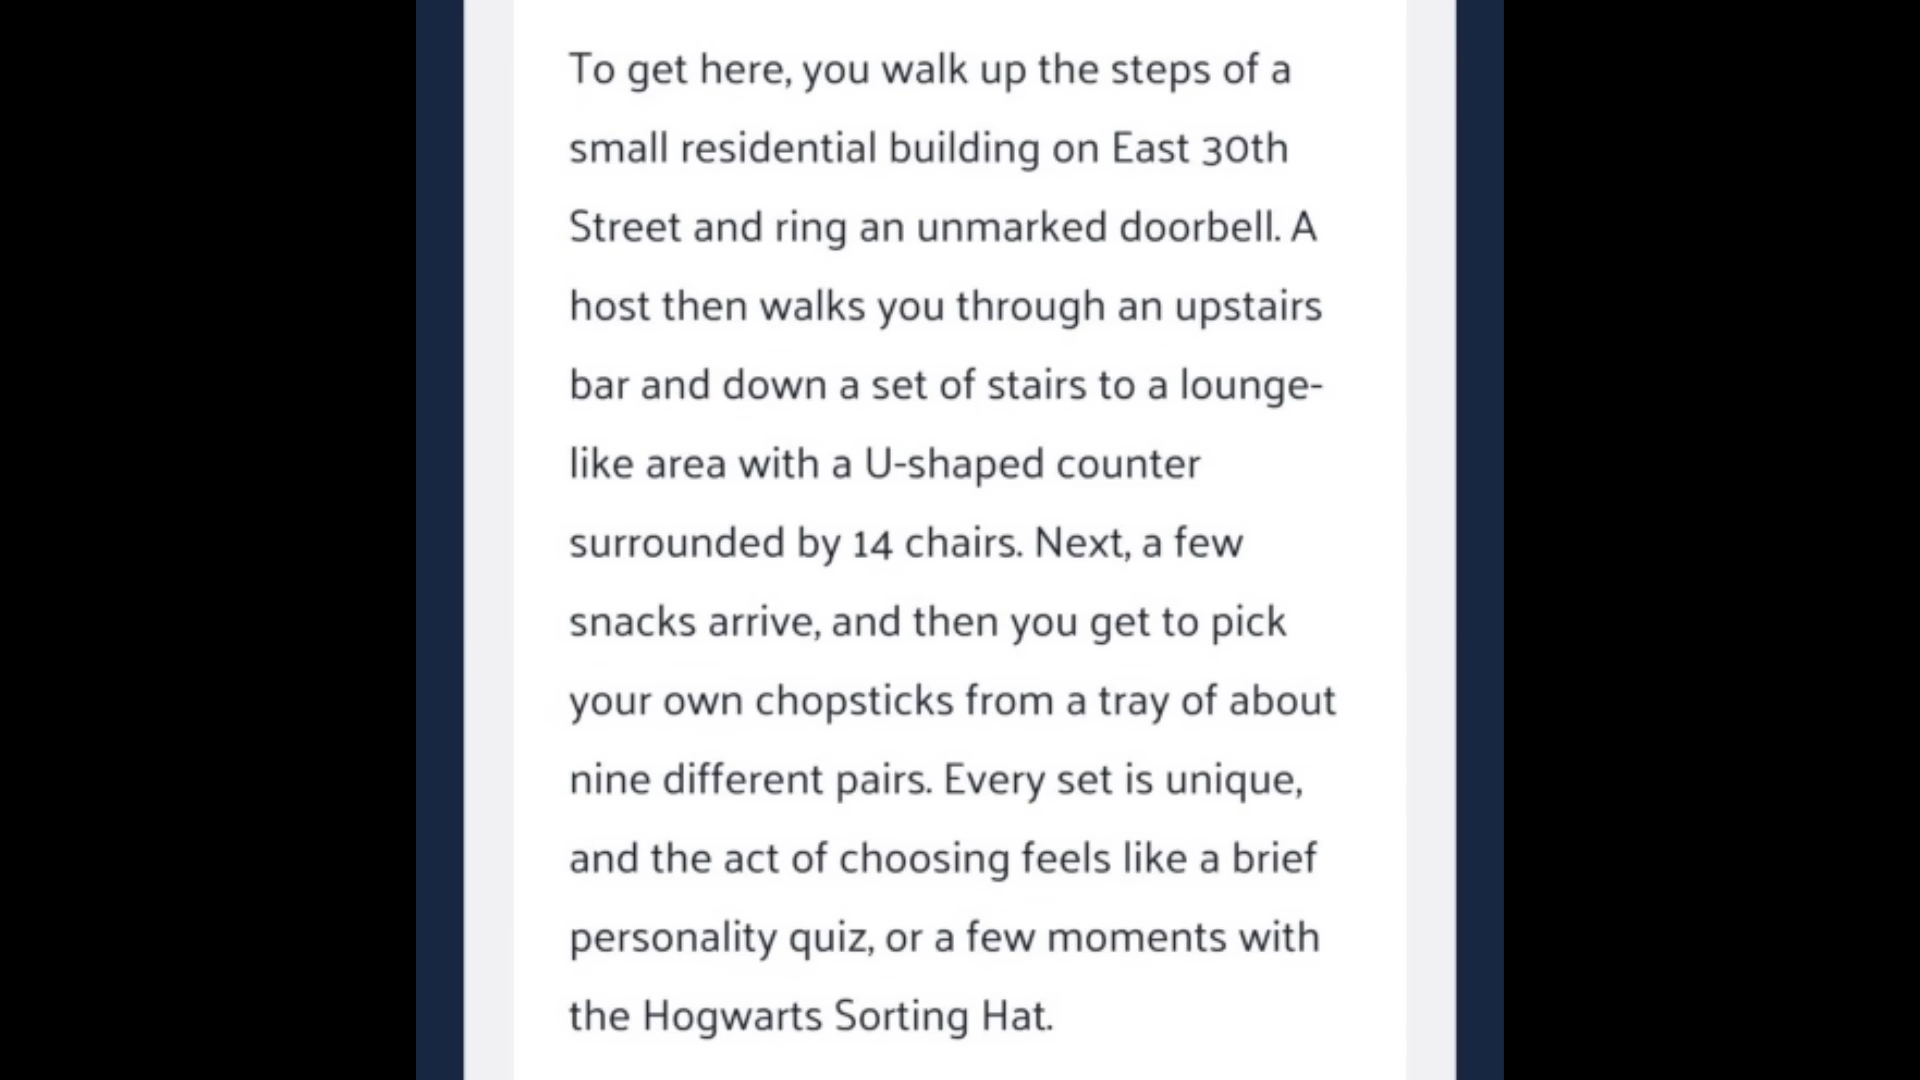 To get here, you walk up the steps of a
small residential building on East 30th
Street and ring an unmarked doorbell. A
host then walks you through an upstairs
bar and down a set of stairs to a lounge-
like area with a U-shaped counter
surrounded by 14 chairs. Next, a few
snacks arrive, and then you get to pick
your own chopsticks from a tray of about
nine different pairs. Every set is unique,
and the act of choosing feels like a brief
personality quiz, or a few moments with
the Hogwarts Sorting Hat.